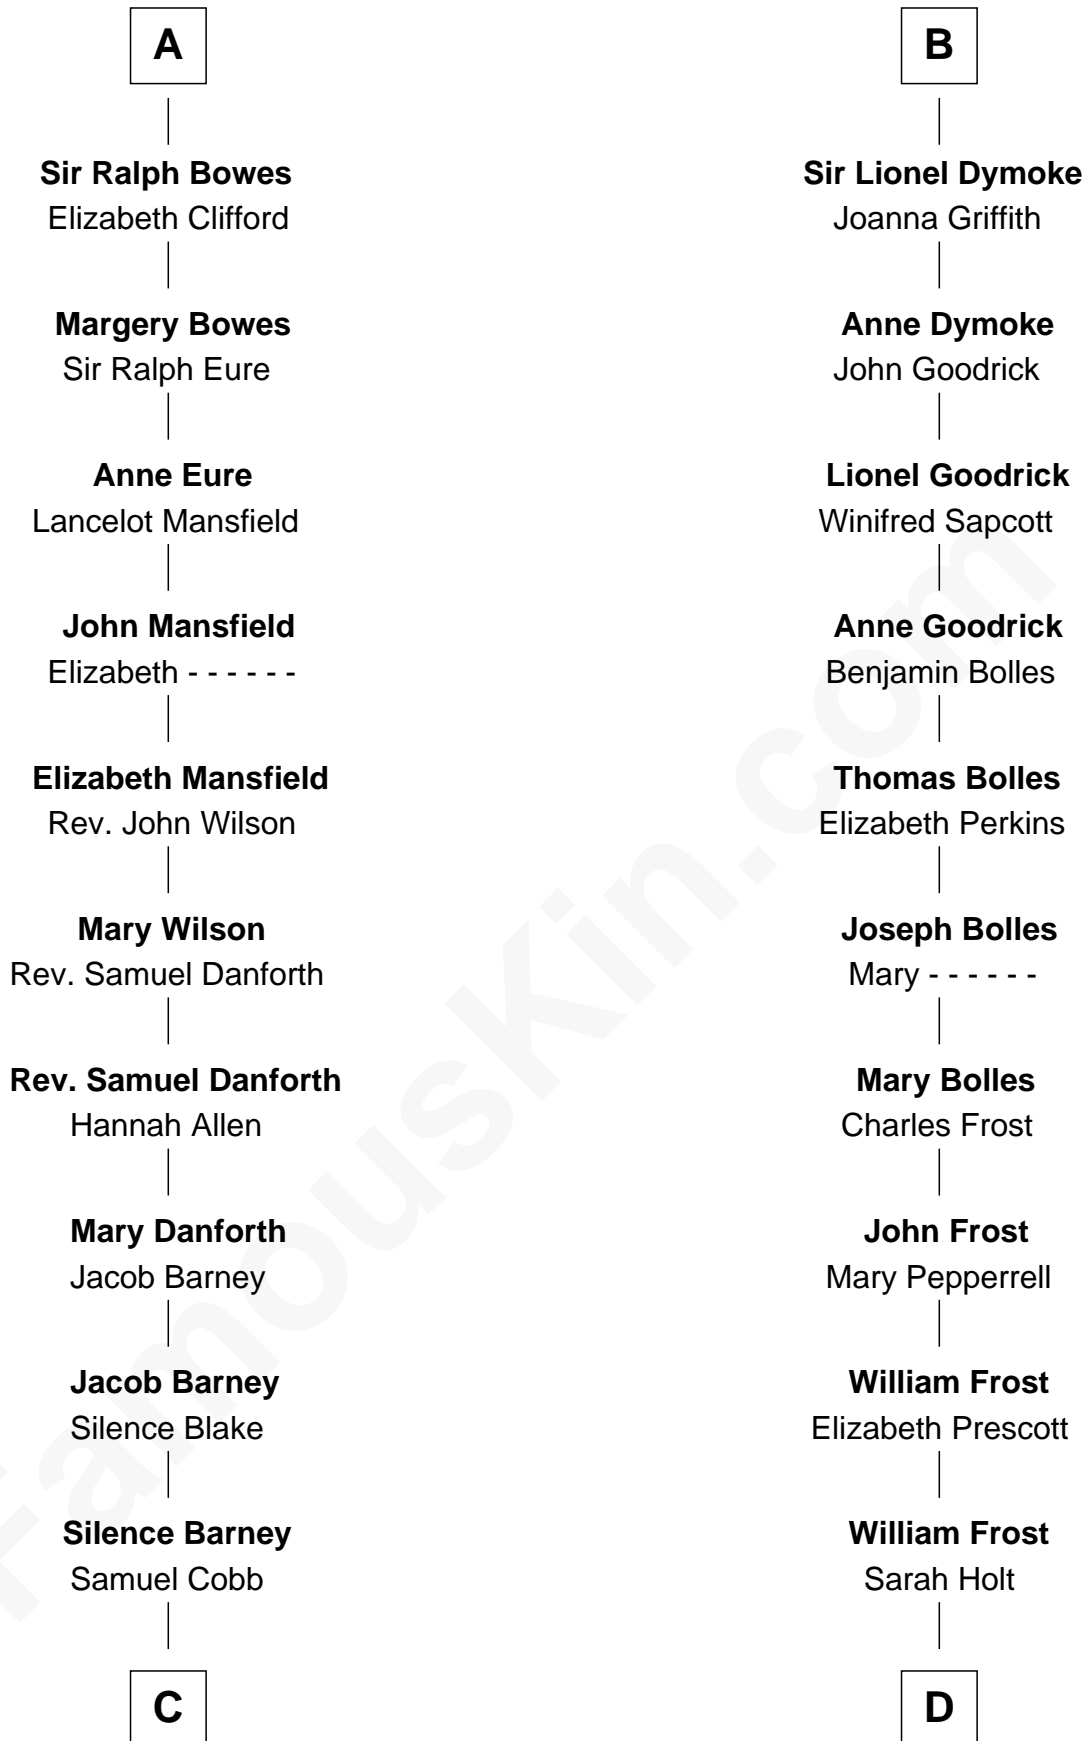 A
Sir Ralph Bowes
Elizabeth Clifford
Margery Bowes
Sir Ralph Eure
Anne Eure
Lancelot Mansfield
John Mansfield
Elizabeth - - - - - -
Elizabeth Mansfield
Rev. John Wilson
Mary Wilson
Rev. Samuel Danforth
Rev. Samuel Danforth
Hannah Allen
Mary Danforth
Jacob Barney
Jacob Barney
Silence Blake
Silence Barney
Samuel Cobb
C
B
Sir Lionel Dymoke
Joanna Griffith
Anne Dymoke
John Goodrick
Lionel Goodrick
Winifred Sapcott
Anne Goodrick
Benjamin Bolles
Thomas Bolles
Elizabeth Perkins
Joseph Bolles
Mary - - - - - -
Mary Bolles
Charles Frost
John Frost
Mary Pepperrell
William Frost
Elizabeth Prescott
William Frost
Sarah Holt
D
FamousKin.com